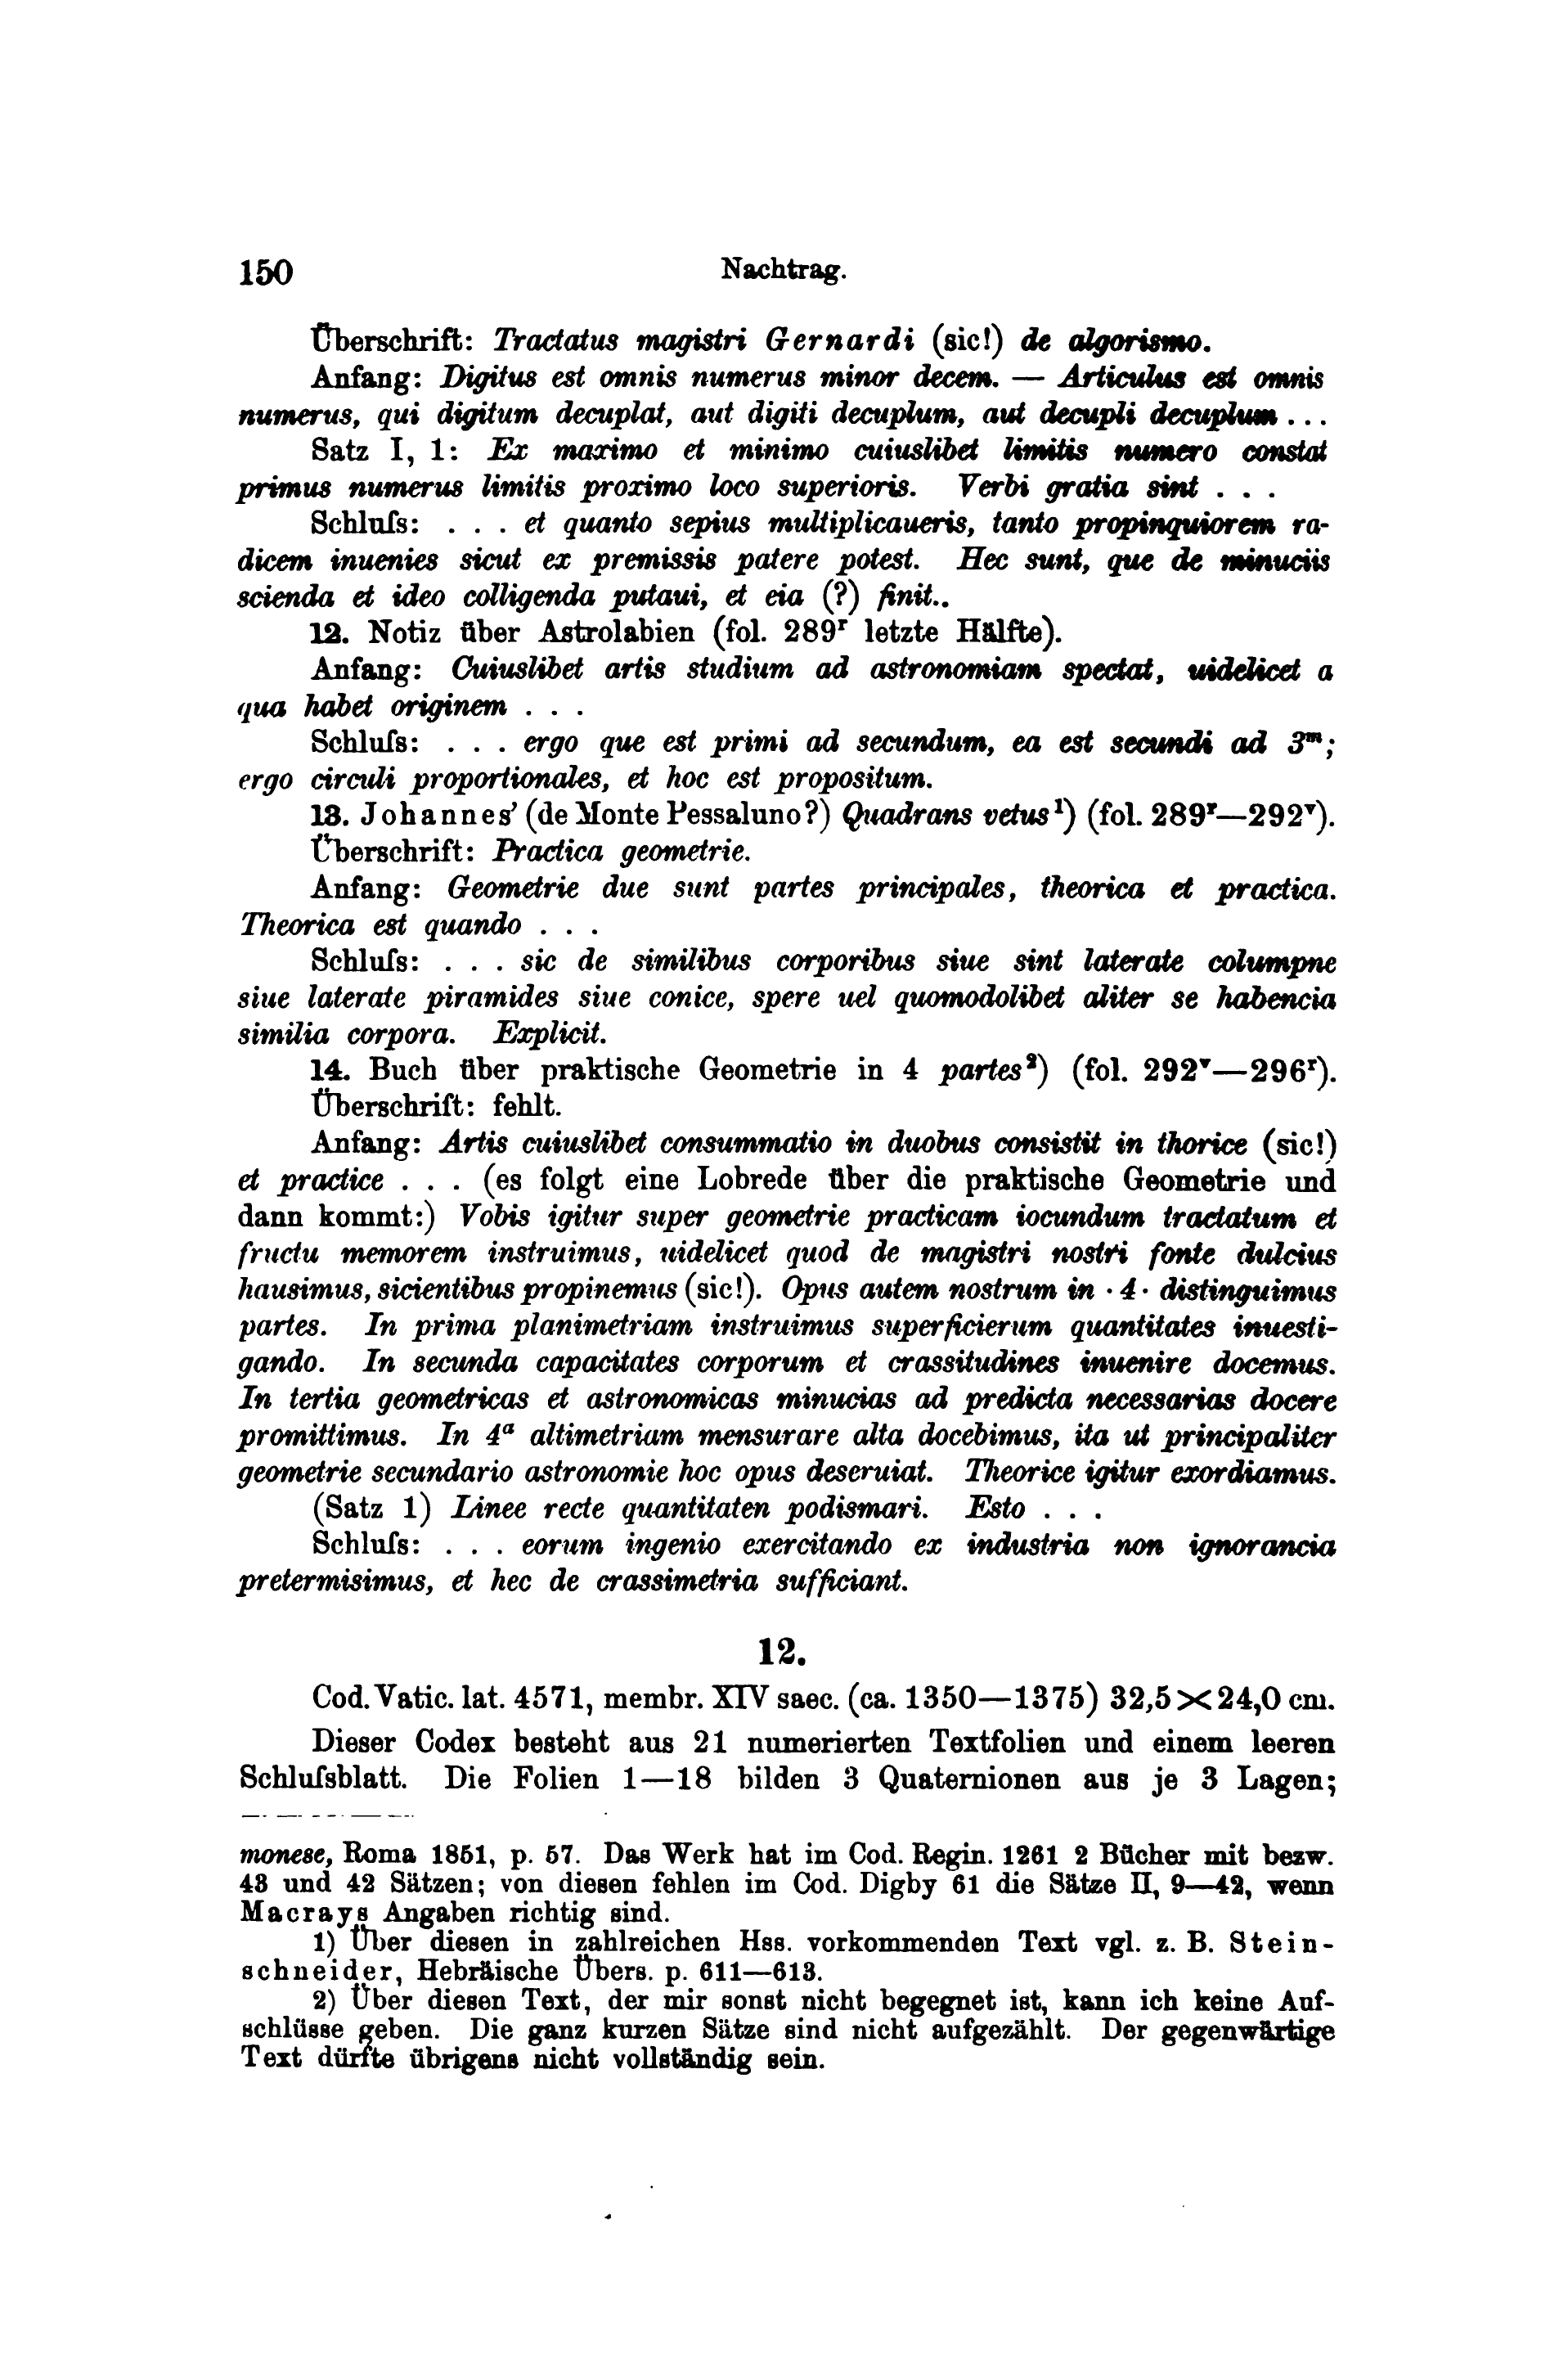 150 Nachtrag.
Überschrift: Tractatus magistri Gernardi (sic!) de algorismo.
Anfang: Digitus est omnis numerus minor decem. — Articulus est omnis
numerus, qui digitum decuplat, aut digiti decuplum, aut decupli decuplum ...
Satz I, 1: Ex maximo et minimo cuiuslibet limitis numero constat
primus numerus limitis proximo loco superioris. Verbi gratia sint . . .
Schluſs: . . . et quanto sepius multiplicaueris, tanto propinquiorem ra-
dicem inuenies sicut ex premissis patere potest. Hec sunt, que de minuciis
scienda et ideo colligenda putaui, et eia (?) finit..
12. Notiz über Astrolabien (fol. 289ʳ letzte Hälfte).
Anfang: Cuiuslibet artis studium ad astronomiam spectat, uidelicet a
qua habet originem . . .
Schluſs: . . . ergo que est primi ad secundum, ea est secundi ad 3ᵐ;
ergo circuli proportionales, et hoc est propositum.
13. Johannes’ (de Monte Pessaluno?) Quadrans vetus¹) (fol. 289ʳ—292ᵛ).
Überschrift: Practica geometrie.
Anfang: Geometrie due sunt partes principales, theorica et practica.
Theorica est quando . . .
Schluſs: . . . sic de similibus corporibus siue sint laterate columpne
siue laterate piramides siue conice, spere uel quomodolibet aliter se habencia
similia corpora. Explicit.
14. Buch über praktische Geometrie in 4 partes²) (fol. 292ᵛ—296ʳ).
Überschrift: fehlt.
Anfang: Artis cuiuslibet consummatio in duobus consistit in thorice (sic!)
et practice . . . (es folgt eine Lobrede über die praktische Geometrie und
dann kommt:) Vobis igitur super geometrie practicam iocundum tractatum et
fructu memorem instruimus, uidelicet quod de magistri nostri fonte dulcius
hausimus, sicientibus propinemus (sic!). Opus autem nostrum in · 4 · distinguimus
partes. In prima planimetriam instruimus superficierum quantitates inuesti-
gando. In secunda capacitates corporum et crassitudines inuenire docemus.
In tertia geometricas et astronomicas minucias ad predicta necessarias docere
promittimus. In 4ᵃ altimetriam mensurare alta docebimus, ita ut principaliter
geometrie secundario astronomie hoc opus deseruiat. Theorice igitur exordiamus.
(Satz 1) Linee recte quantitaten podismari. Esto . . .
Schluſs: . . . eorum ingenio exercitando ex industria non ignorancia
pretermisimus, et hec de crassimetria sufficiant.
12.
Cod. Vatic. lat. 4571, membr. XIV saec. (ca. 1350—1375) 32,5×24,0 cm.
Dieser Codex besteht aus 21 numerierten Textfolien und einem leeren
Schluſsblatt. Die Folien 1—18 bilden 3 Quaternionen aus je 3 Lagen;
monese, Roma 1851, p. 57. Das Werk hat im Cod. Regin. 1261 2 Bücher mit bezw.
43 und 42 Sätzen; von diesen fehlen im Cod. Digby 61 die Sätze II, 9—42, wenn
Macrays Angaben richtig sind.
1) Über diesen in zahlreichen Hss. vorkommenden Text vgl. z. B. Stein-
schneider, Hebräische Übers. p. 611—613.
2) Über diesen Text, der mir sonst nicht begegnet ist, kann ich keine Auf-
schlüsse geben. Die ganz kurzen Sätze sind nicht aufgezählt. Der gegenwärtige
Text dürfte übrigens nicht vollständig sein.